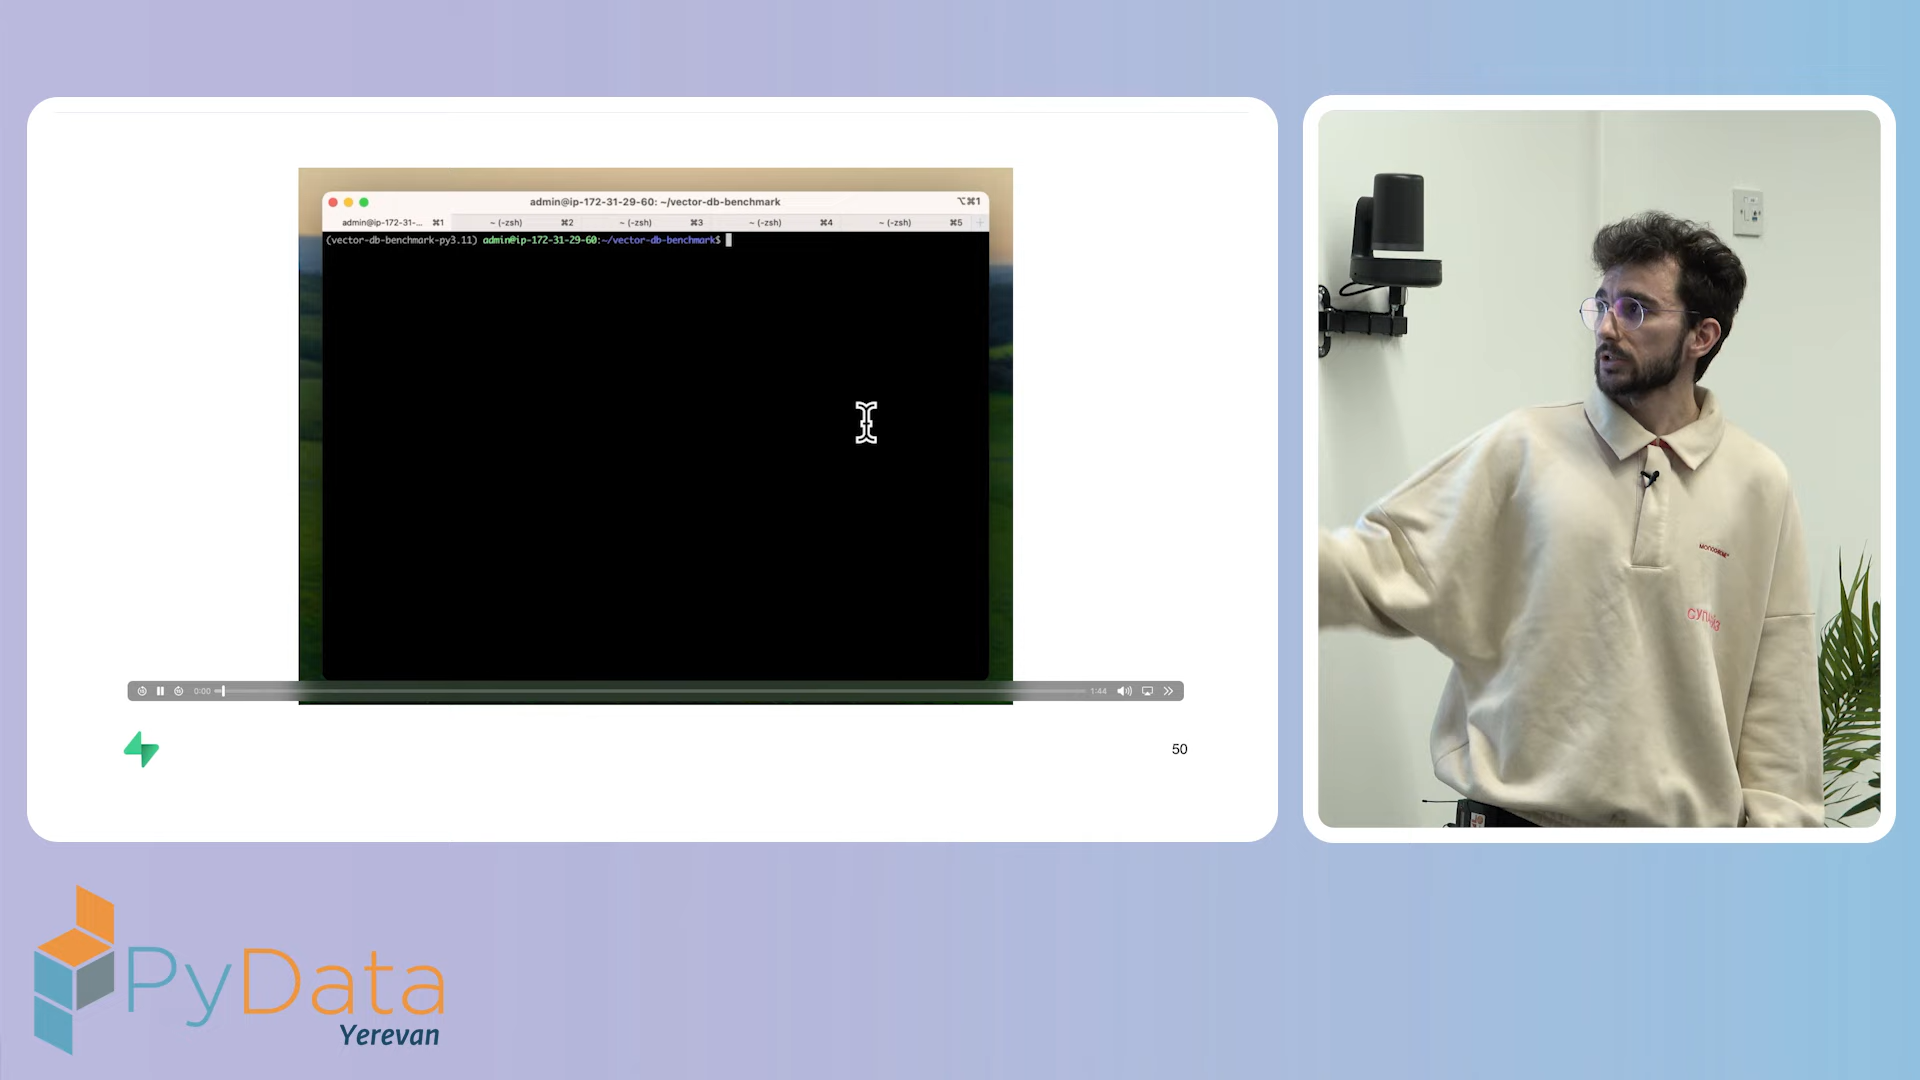 admin@ip-172-31-29-60: ~/vector-db-benchmark
⌥⌘1
admin@ip-172-31-... ⌘1 ~ (-zsh) ⌘2 ~ (-zsh) ⌘3 ~ (-zsh) ⌘4 ~ (-zsh) ⌘5 +
(vector-db-benchmark-py3.11) admin@ip-172-31-29-60:~/vector-db-benchmark$
0:00
1:44
50
PyData
Yerevan